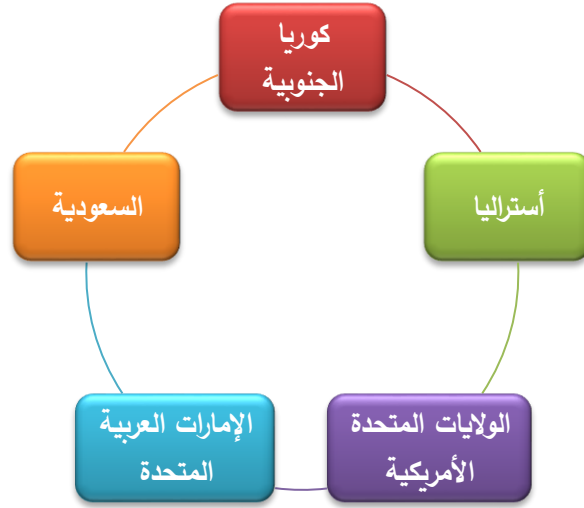 كوريا
الجنوبية
أستراليا
الولايات المتحدة
الأمريكية
الإمارات العربية
المتحدة
السعودية